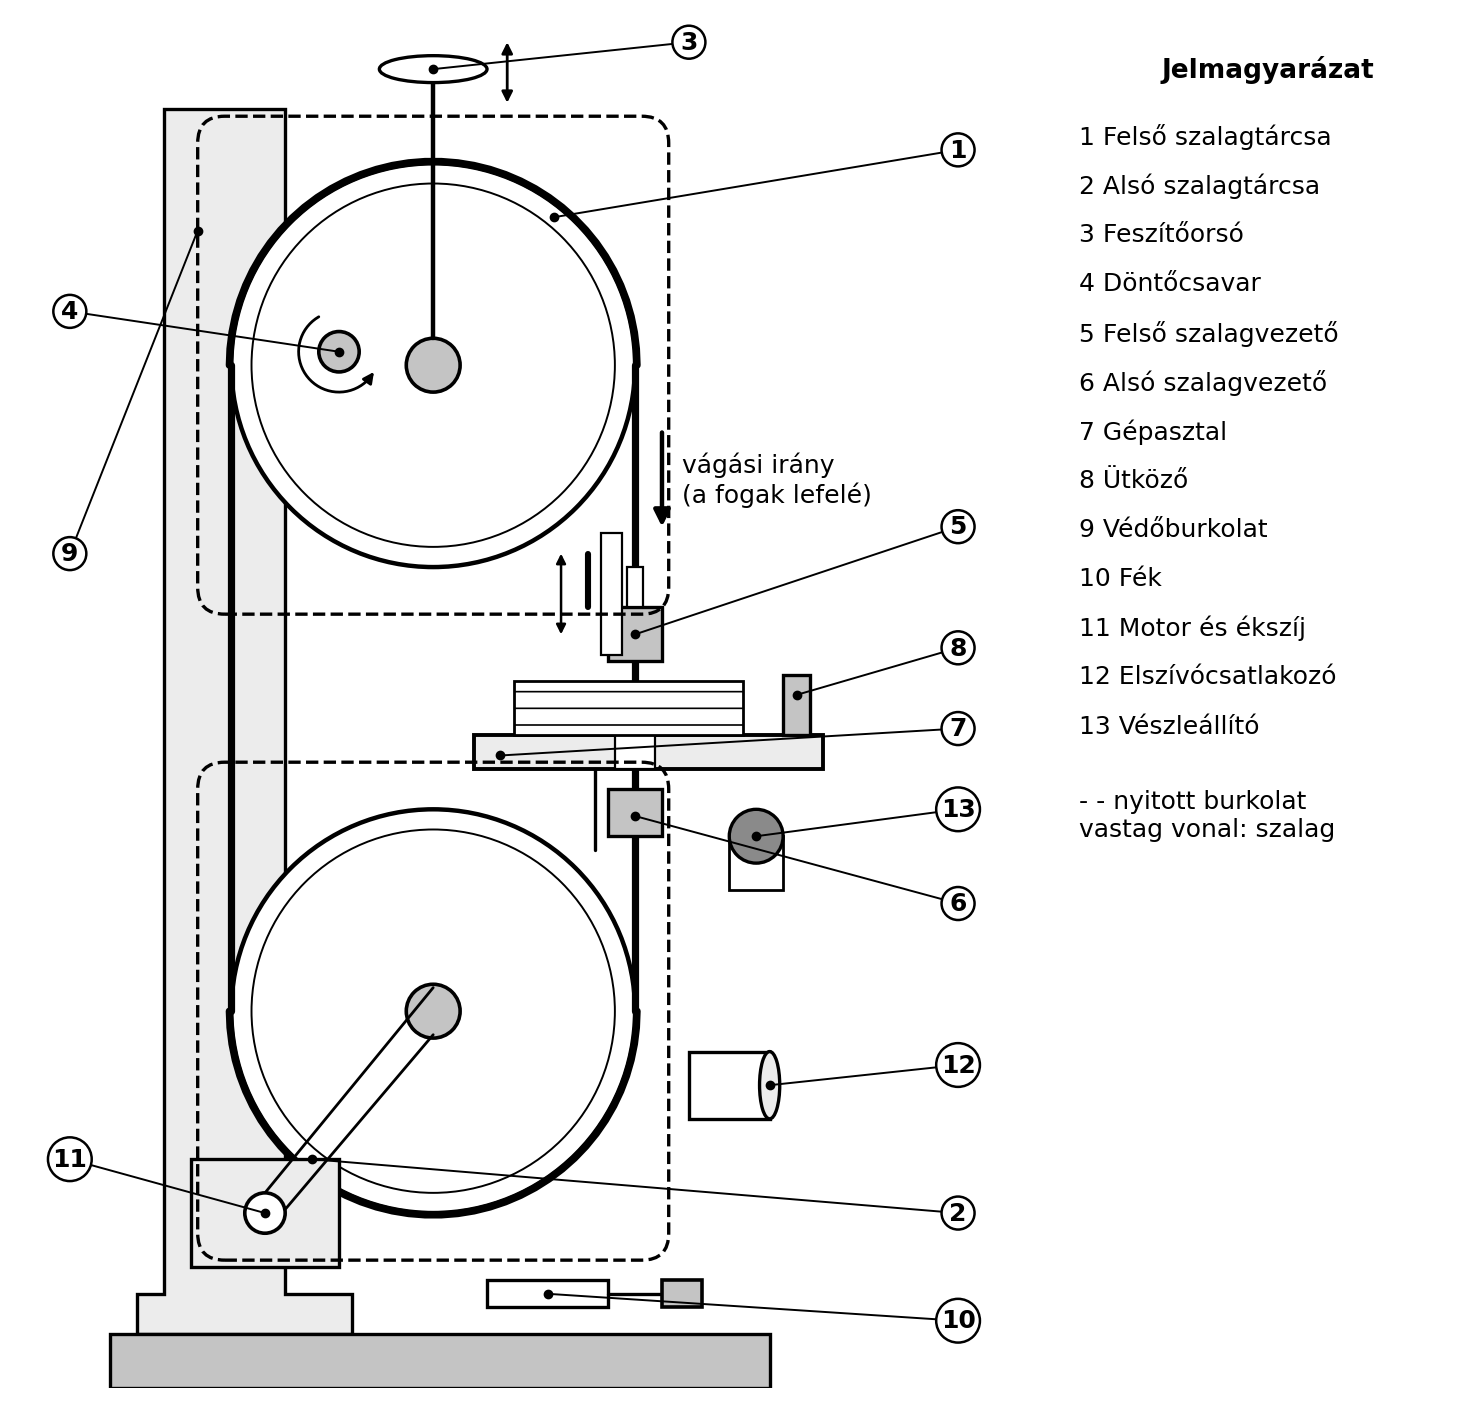 3
1
4
9
vágási irány
(a fogak lefelé)
5
8
7
13
6
12
11
2
10
Jelmagyarázat
1 Felső szalagtárcsa
2 Alsó szalagtárcsa
3 Feszítőorsó
4 Döntőcsavar
5 Felső szalagvezető
6 Alsó szalagvezető
7 Gépasztal
8 Ütköző
9 Védőburkolat
10 Fék
11 Motor és ékszíj
12 Elszívócsatlakozó
13 Vészleállító
- - nyitott burkolat
vastag vonal: szalag